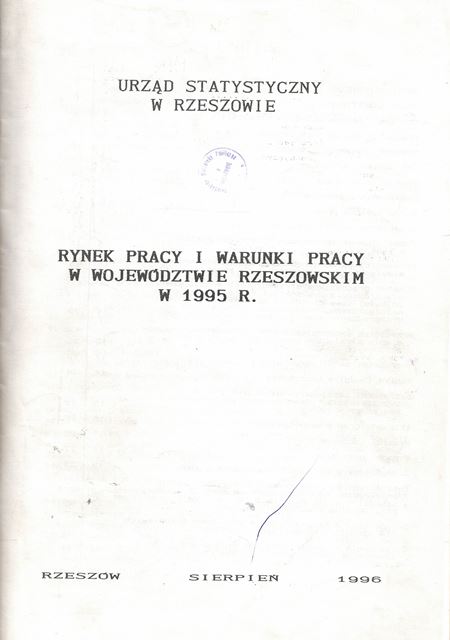 URZĄD STATYSTYCZNY
W RZESZOWIE
RYNEK PRACY I WARUNKI PRACY
W WOJEWÓDZTWIE RZESZOWSKIM
W 1995 R.
RZESZÓW SIERPIEŃ 1996